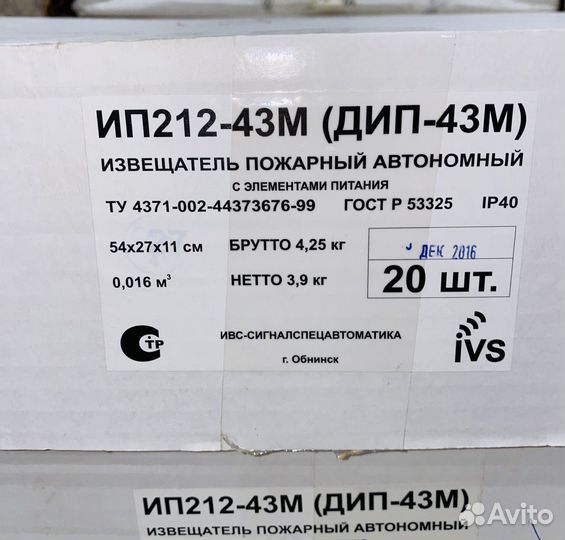 ИП212-43М (ДИП-43М)
ИЗВЕЩАТЕЛЬ ПОЖАРНЫЙ АВТОНОМНЫЙ
С ЭЛЕМЕНТАМИ ПИТАНИЯ
ТУ 4371-002-44373676-99 ГОСТ Р 53325 IP40
54х27х11 см БРУТТО 4,25 кг ДЕК 2016
0,016 м³ НЕТТО 3,9 кг 20 шт.
ТР ИВС-СИГНАЛСПЕЦАВТОМАТИКА
г. Обнинск
iVS
ИП212-43М (ДИП-43М)
ИЗВЕЩАТЕЛЬ ПОЖАРНЫЙ АВТОНОМНЫЙ
Avito